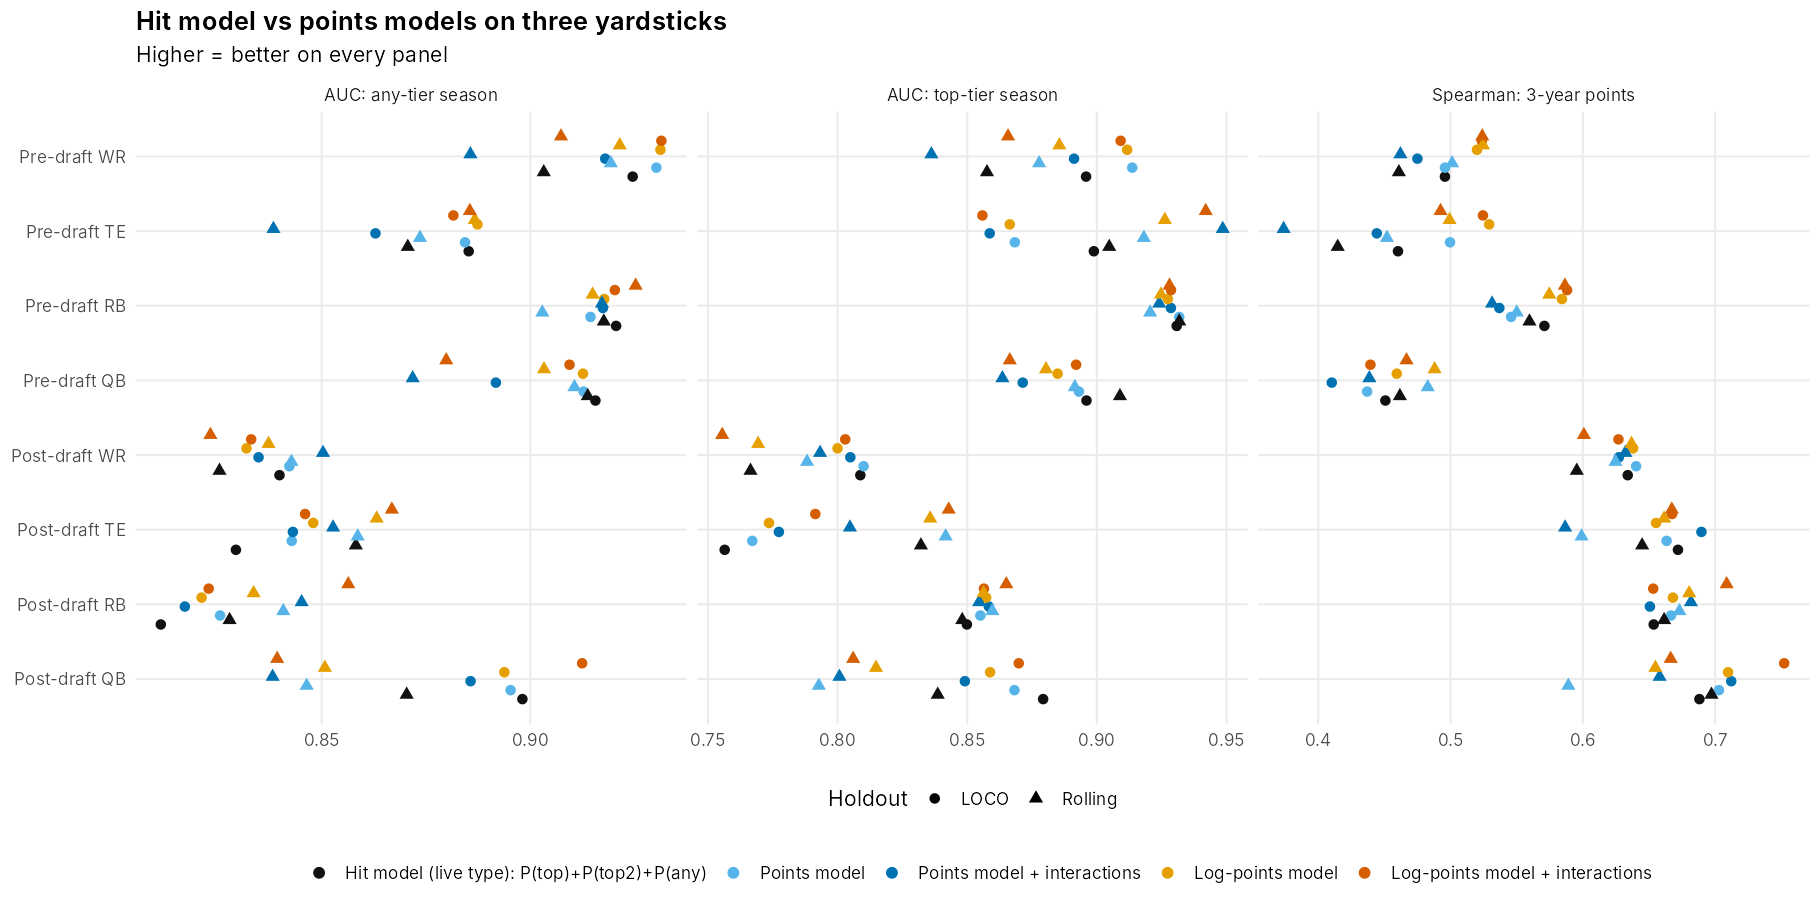 Hit model vs points models on three yardsticks
Higher = better on every panel
AUC: any-tier season
AUC: top-tier season
Spearman: 3-year points
Pre-draft WR
Pre-draft TE
Pre-draft RB
Pre-draft QB
Post-draft WR
Post-draft TE
Post-draft RB
Post-draft QB
0.85 0.90 0.75 0.80 0.85 0.90 0.95 0.4 0.5 0.6 0.7
Holdout LOCO Rolling
Hit model (live type): P(top)+P(top2)+P(any) Points model Points model + interactions Log-points model Log-points model + interactions